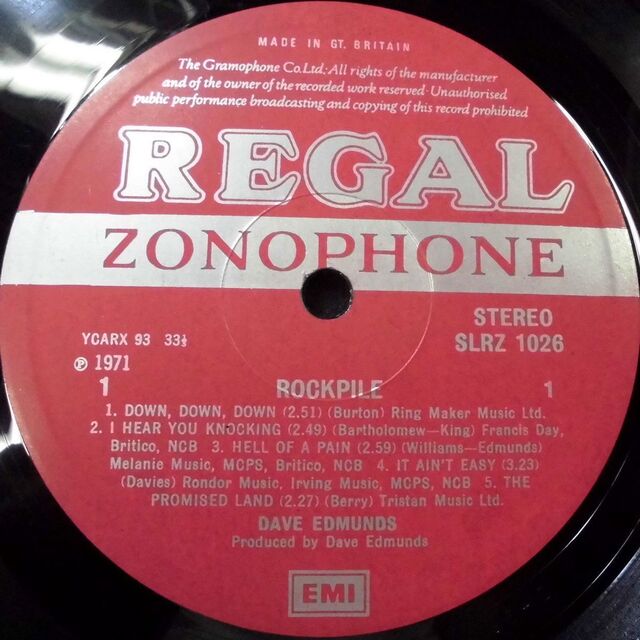 MADE IN GT. BRITAIN
The Gramophone Co.Ltd·All rights of the manufacturer
and of the owner of the recorded work reserved·Unauthorised
public performance broadcasting and copying of this record prohibited
REGAL
ZONOPHONE
STEREO
YCARX 93 33⅓
SLRZ 1026
℗ 1971
1 ROCKPILE 1
1. DOWN, DOWN, DOWN (2.51) (Burton) Ring Maker Music Ltd.
2. I HEAR YOU KNOCKING (2.49) (Bartholomew—King) Francis Day,
Britico, NCB 3. HELL OF A PAIN (2.59) (Williams—Edmunds)
Melanie Music, MCPS, Britico, NCB 4. IT AIN'T EASY (3.23)
(Davies) Rondor Music, Irving Music, MCPS, NCB 5. THE
PROMISED LAND (2.27) (Berry) Tristan Music Ltd.
DAVE EDMUNDS
Produced by Dave Edmunds
EMI